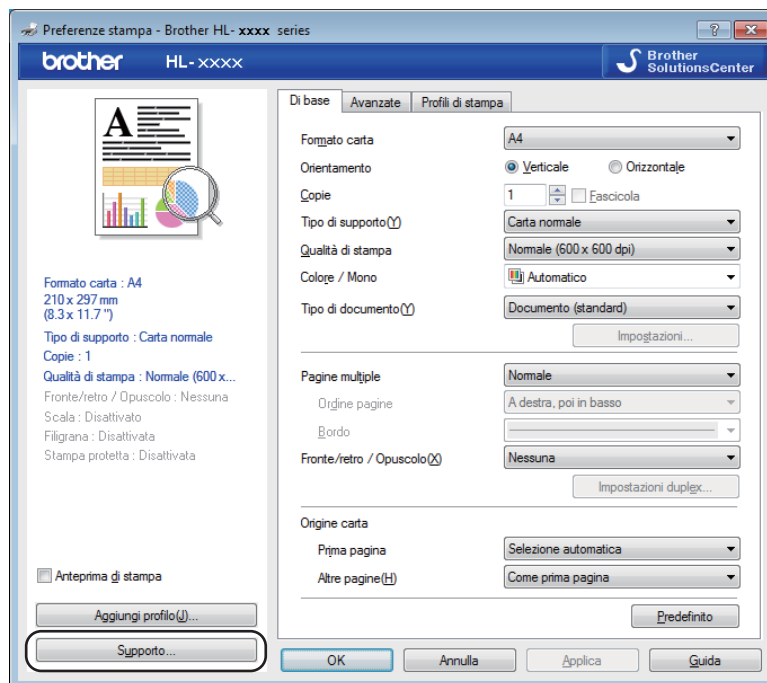 Preferenze stampa - Brother HL- xxxx series
brother HL-xxxx
Brother
SolutionsCenter
A
Formato carta : A4
210 x 297 mm
(8.3 x 11.7 ")
Tipo di supporto : Carta normale
Copie : 1
Qualità di stampa : Normale (600 x...
Fronte/retro / Opuscolo : Nessuna
Scala : Disattivato
Filigrana : Disattivata
Stampa protetta : Disattivata
Anteprima di stampa
Aggiungi profilo(J)...
Supporto...
Di base Avanzate Profili di stampa
Formato carta A4
Orientamento Verticale Orizzontale
Copie 1 Fascicola
Tipo di supporto(Y) Carta normale
Qualità di stampa Normale (600 x 600 dpi)
Colore / Mono Automatico
Tipo di documento(Y) Documento (standard)
Impostazioni...
Pagine multiple Normale
Ordine pagine A destra, poi in basso
Bordo
Fronte/retro / Opuscolo(X) Nessuna
Impostazioni duplex...
Origine carta
Prima pagina Selezione automatica
Altre pagine(H) Come prima pagina
Predefinito
OK Annulla Applica Guida